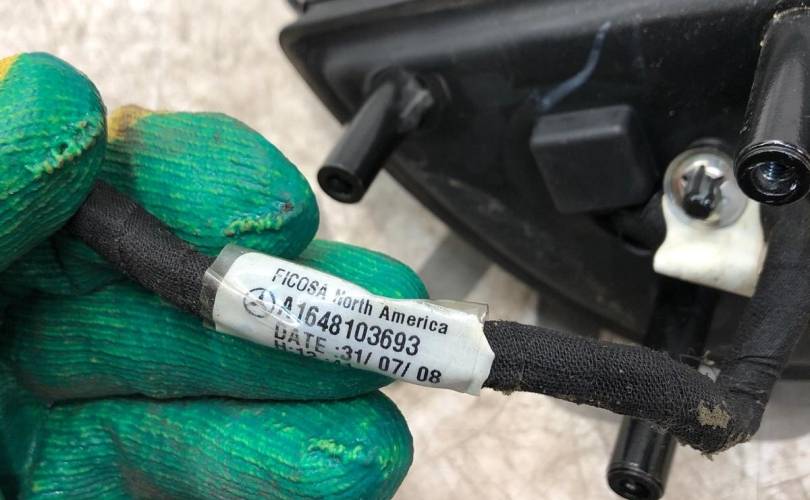 FICOSA North America
A1648103693
DATE :31/ 07/ 08